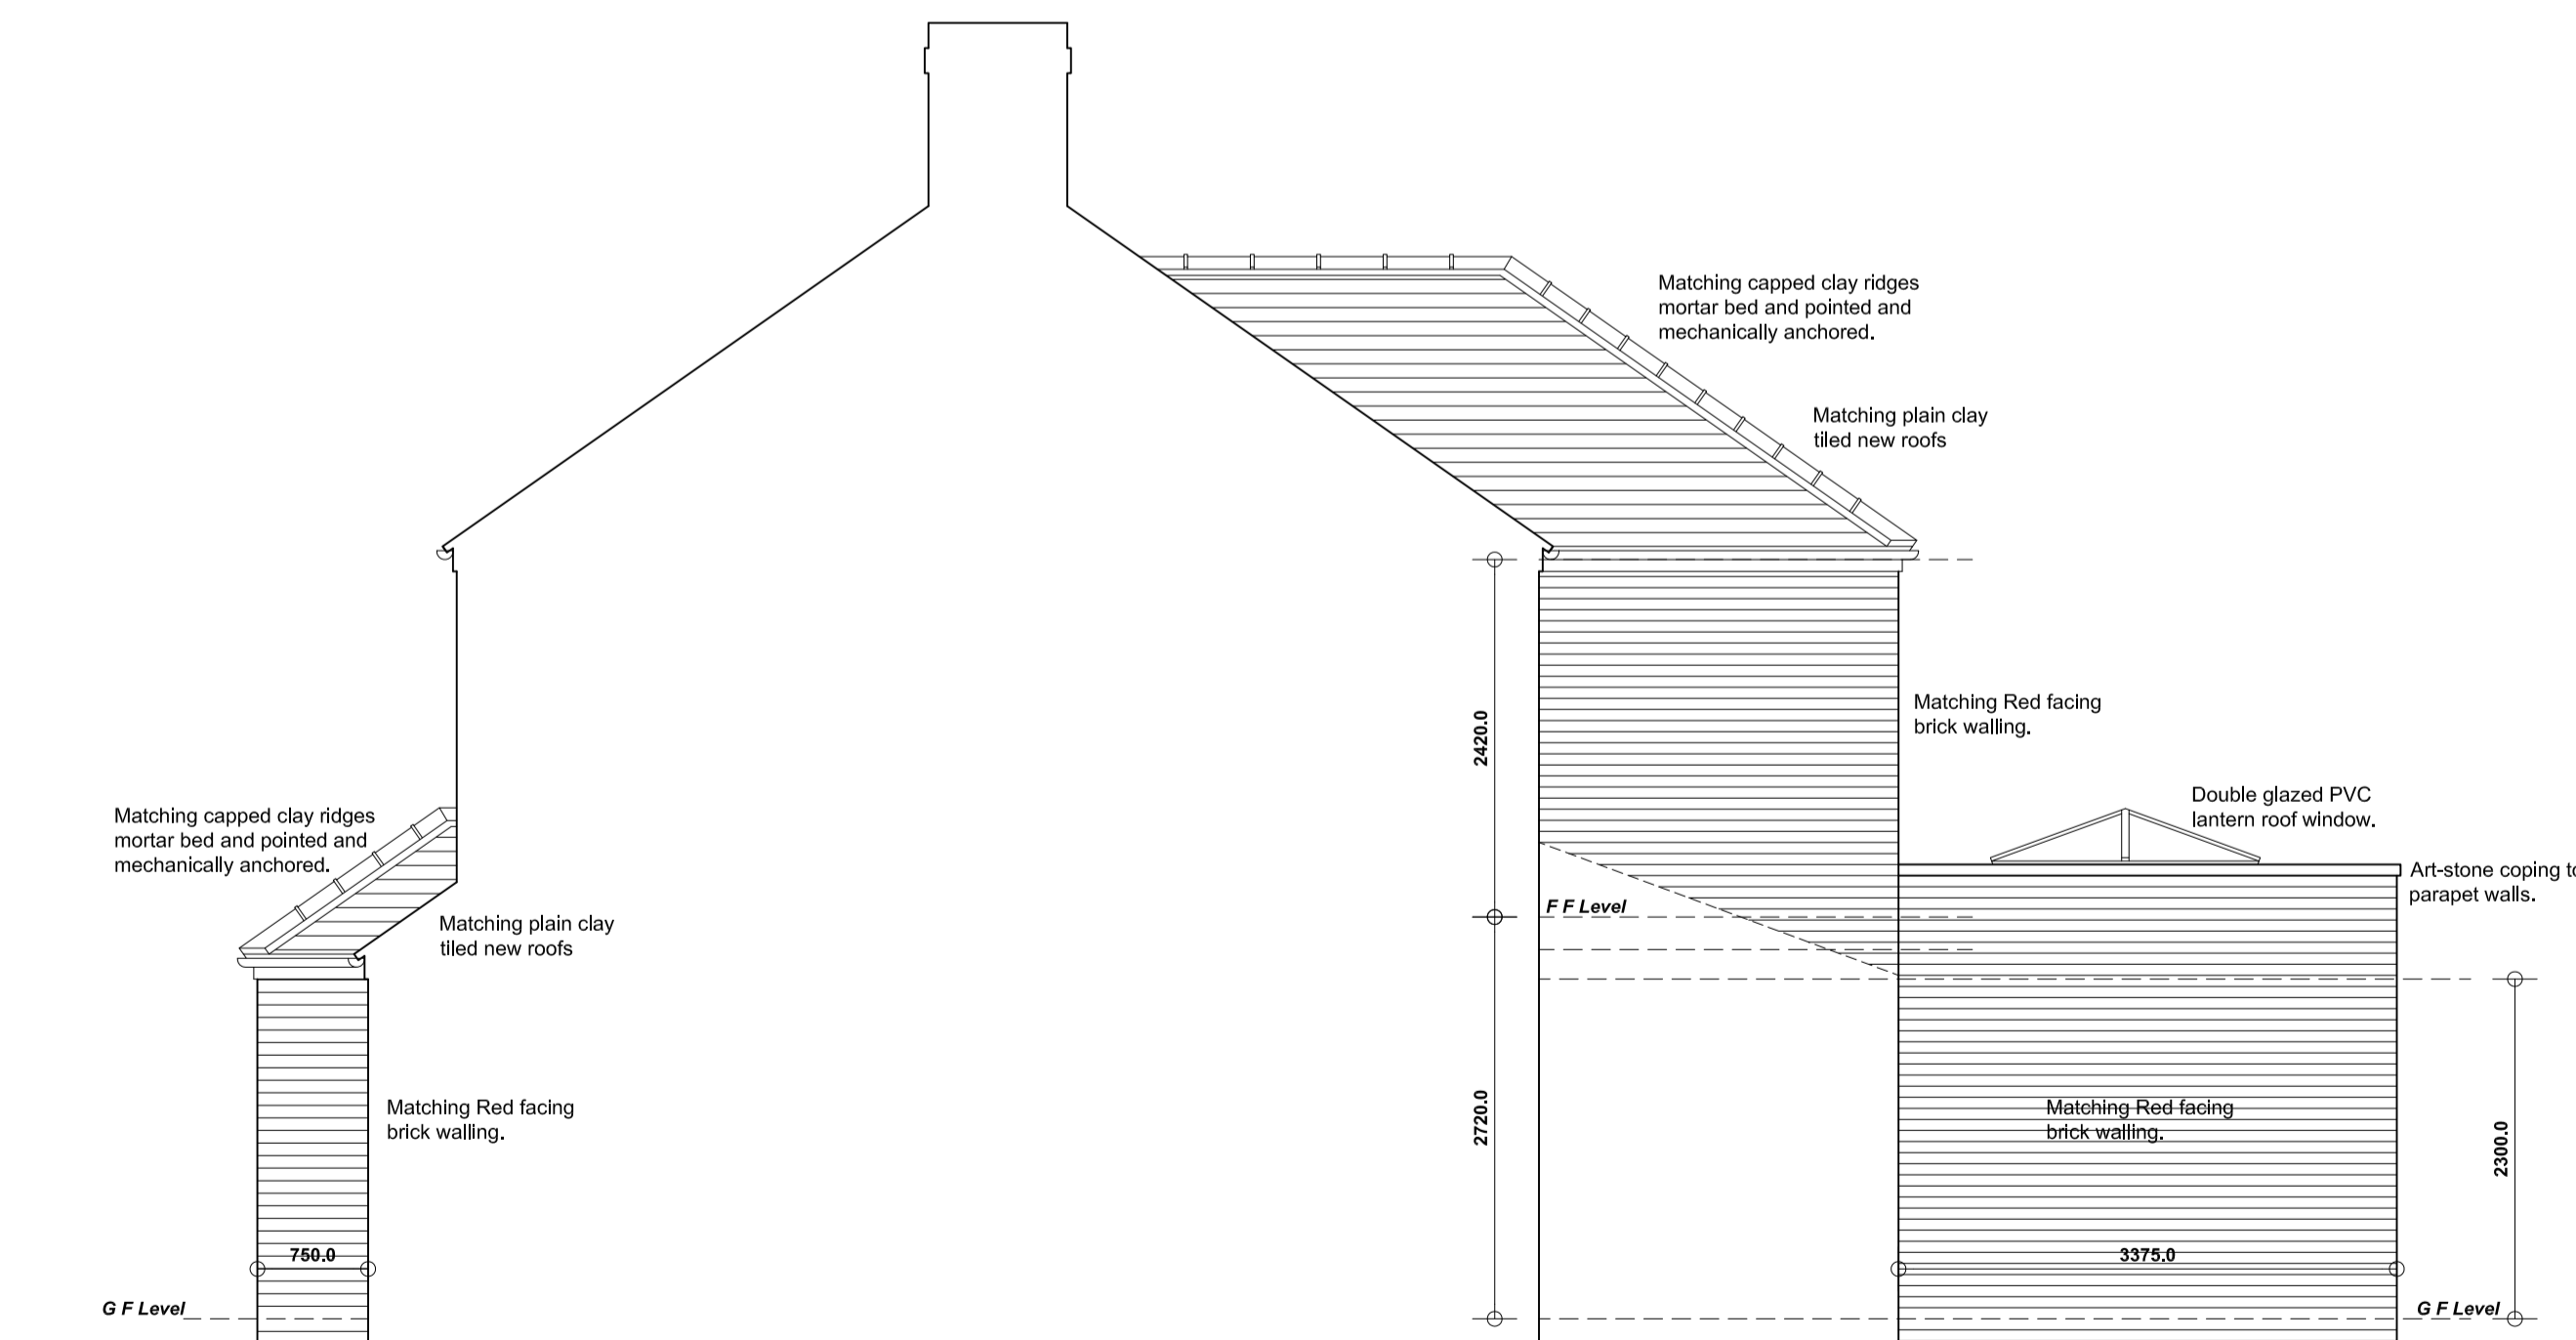 Matching capped clay ridges
mortar bed and pointed and
mechanically anchored.
Matching plain clay
tiled new roofs
2420.0
Matching Red facing
brick walling.
Double glazed PVC
lantern roof window.
Matching capped clay ridges
mortar bed and pointed and
mechanically anchored.
Art-stone coping to
parapet walls.
F F Level
Matching plain clay
tiled new roofs
Matching Red facing
brick walling.
2720.0
Matching Red facing
brick walling.
2300.0
750.0
3375.0
G F Level
G F Level